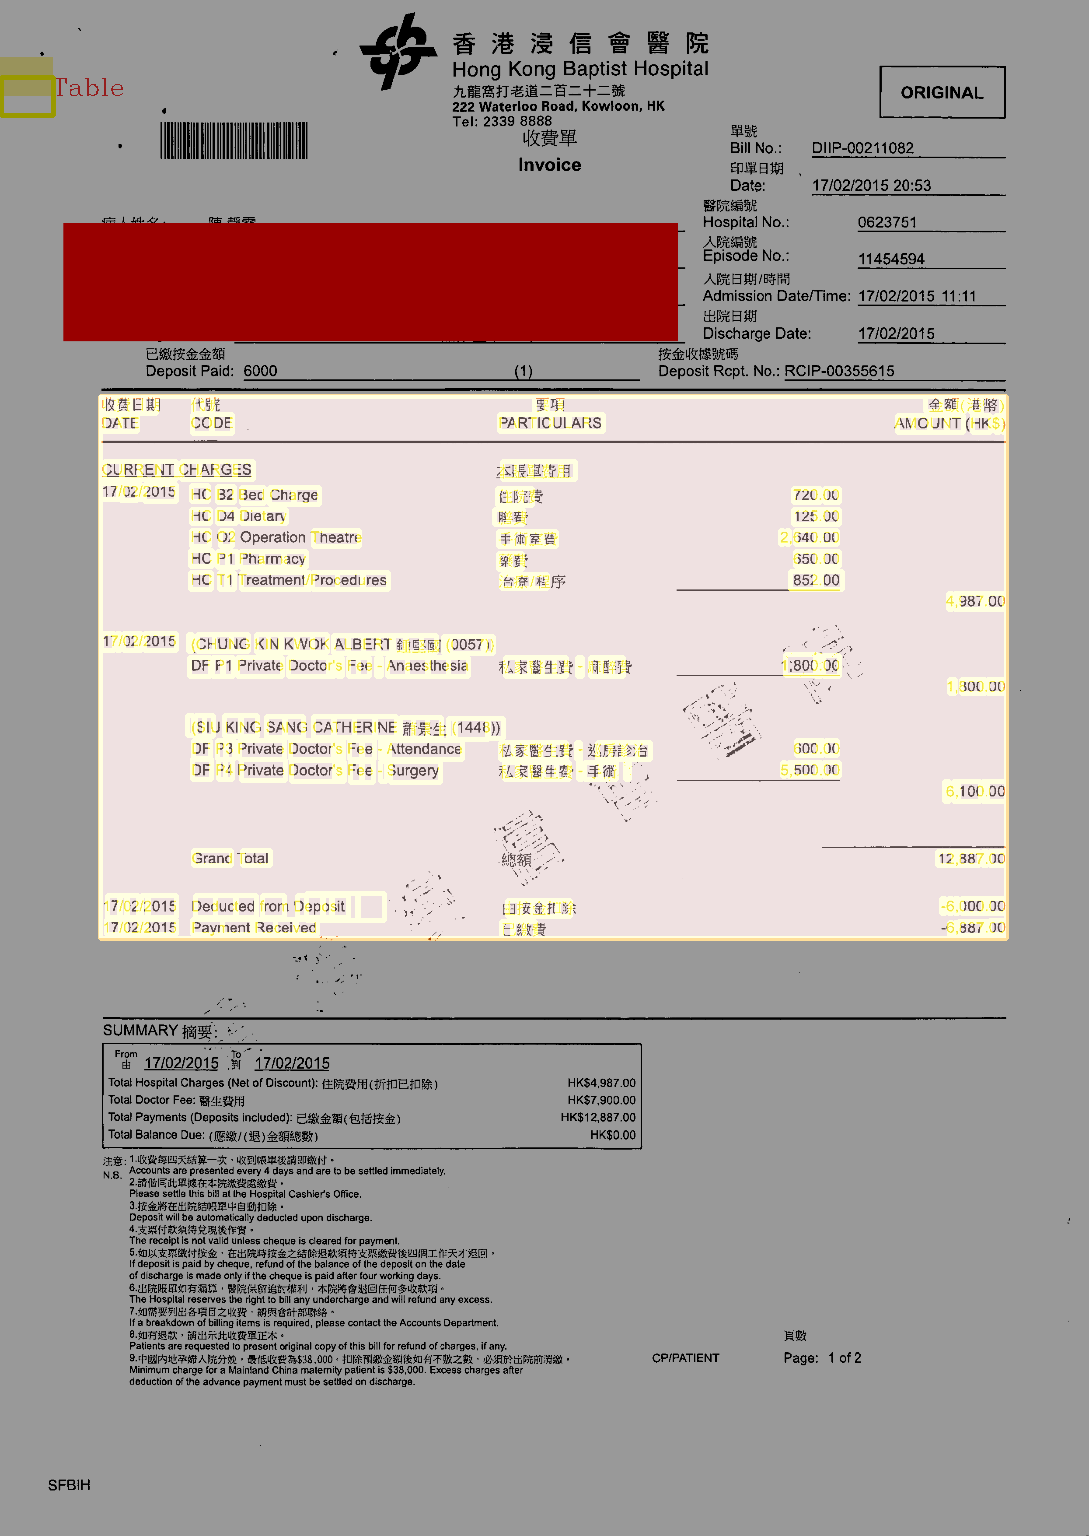 香港浸信會醫院
Hong Kong Baptist Hospital
九龍窩打老道二百二十二號
222 Waterloo Road, Kowloon, HK
Tel: 2339 8888
ORIGINAL
Table
收費單
Invoice
單號
Bill No.: DIIP-00211082
印單日期
Date: 17/02/2015 20:53
醫院編號
Hospital No.: 0623751
入院編號
Episode No.: 11454594
入院日期/時間
Admission Date/Time: 17/02/2015 11:11
出院日期
Discharge Date: 17/02/2015
已繳按金金額 按金收據號碼
Deposit Paid: 6000 (1) Deposit Rcpt. No.: RCIP-00355615
收費日期 代號 要項 金額(港幣)
DATE CODE PARTICULARS AMOUNT (HK$)
CURRENT CHARGES 本期費用
17/02/2015 HC B2 Bed Charge 住院費 720.00
HC D4 Dietary 膳費 125.00
HC O2 Operation Theatre 手術室費 2,640.00
HC P1 Pharmacy 藥費 650.00
HC T1 Treatment/Procedures 治療/程序 852.00
4,987.00
17/02/2015 (CHUNG KIN KWOK ALBERT (0057))
DF P1 Private Doctor's Fee - Anaesthesia 私家醫生費 - 麻醉費 1,800.00
1,800.00
(SIU KING SANG CATHERINE (1448))
DF P3 Private Doctor's Fee - Attendance 私家醫生費 - 600.00
DF P4 Private Doctor's Fee - Surgery 私家醫生費 - 手術 5,500.00
6,100.00
Grand Total 總額 12,887.00
17/02/2015 Deducted from Deposit 由按金扣除 -6,000.00
17/02/2015 Payment Received 已繳費 -6,887.00
SUMMARY 摘要:
From To
由 17/02/2015 到 17/02/2015
Total Hospital Charges (Net of Discount): 住院費用(折扣已扣除) HK$4,987.00
Total Doctor Fee: 醫生費用 HK$7,900.00
Total Payments (Deposits included): 已繳金額(包括按金) HK$12,887.00
Total Balance Due: (應繳/(退)金額總數) HK$0.00
注意: 1.收費每四天結算一次，收到帳單後請即繳付。
N.B. Accounts are presented every 4 days and are to be settled immediately.
2.請備同此單據在本院繳費處繳費。
Please settle this bill at the Hospital Cashier's Office.
3.按金將在出院結帳單中自動扣除。
Deposit will be automatically deducted upon discharge.
4.支票付款須待兌現後作實。
The receipt is not valid unless cheque is cleared for payment.
5.如以支票繳付按金，在出院時按金之結餘退款須待支票繳費後四個工作天才退回。
If deposit is paid by cheque, refund of the balance of the deposit on the date
of discharge is made only if the cheque is paid after four working days.
6.出院帳單如有漏算，醫院保留追討權利，本院將會退回任何多收款項。
The Hospital reserves the right to bill any undercharge and will refund any excess.
7.如需要列出各項目之收費，請與會計部聯絡。
If a breakdown of billing items is required, please contact the Accounts Department.
8.如有退款，請出示此收費單正本。
Patients are requested to present original copy of this bill for refund of charges, if any.
9.中國內地孕婦入院分娩，最低收費為$38,000，扣除預繳金額後如有不敷之數，必須於出院前清繳。
Minimum charge for a Mainland China maternity patient is $38,000. Excess charges after
deduction of the advance payment must be settled on discharge.
CP/PATIENT
頁數
Page: 1 of 2
SFBIH